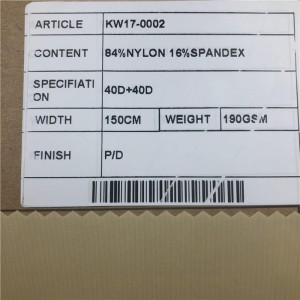 ARTICLE KW17-0002
CONTENT 84%NYLON 16%SPANDEX
SPECIFIATI
ON 40D+40D
WIDTH 150CM WEIGHT 190GSM
FINISH P/D